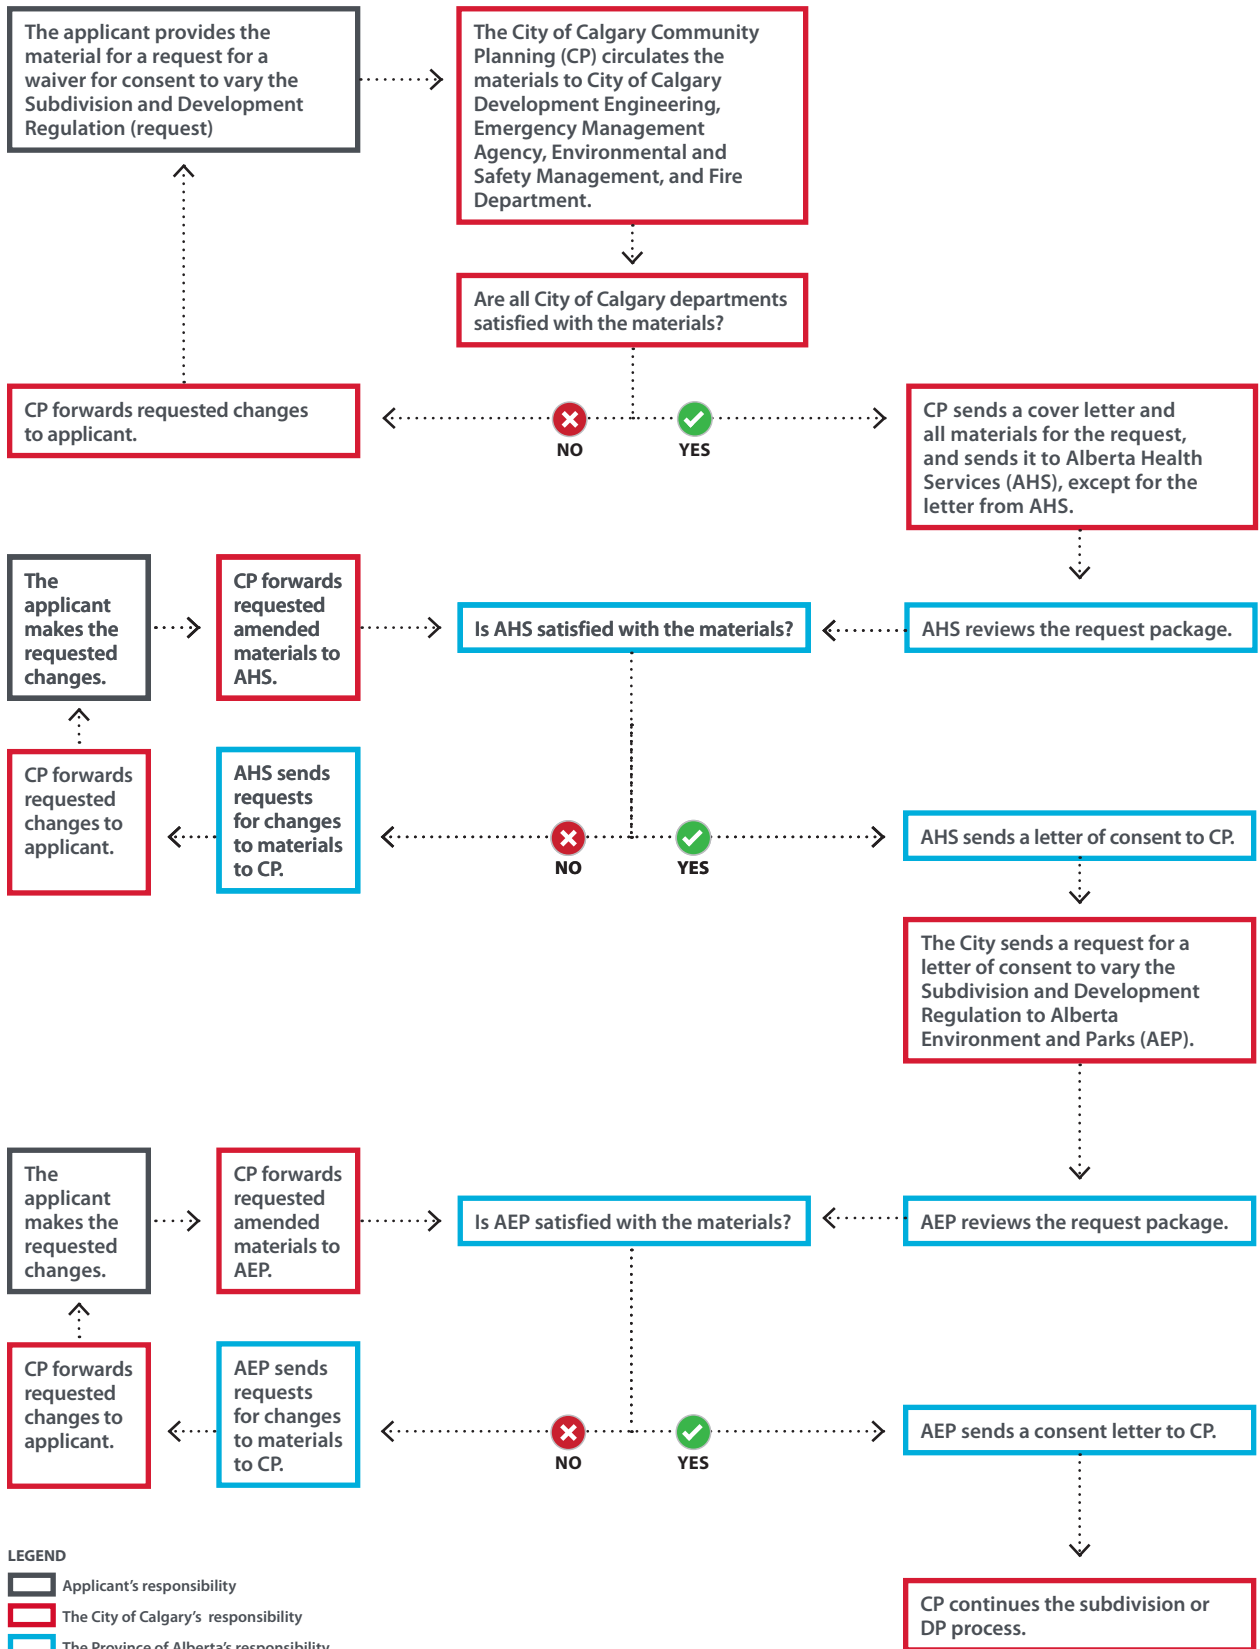 The applicant provides the
material for a request for a
waiver for consent to vary the
Subdivision and Development
Regulation (request)
The City of Calgary Community
Planning (CP) circulates the
materials to City of Calgary
Development Engineering,
Emergency Management
Agency, Environmental and
Safety Management, and Fire
Department.
Are all City of Calgary departments
satisfied with the materials?
CP forwards requested changes
to applicant.
NO
YES
CP sends a cover letter and
all materials for the request,
and sends it to Alberta Health
Services (AHS), except for the
letter from AHS.
The
applicant
makes the
requested
changes.
CP forwards
requested
amended
materials to
AHS.
Is AHS satisfied with the materials?
AHS reviews the request package.
CP forwards
requested
changes to
applicant.
AHS sends
requests
for changes
to materials
to CP.
NO
YES
AHS sends a letter of consent to CP.
The City sends a request for a
letter of consent to vary the
Subdivision and Development
Regulation to Alberta
Environment and Parks (AEP).
The
applicant
makes the
requested
changes.
CP forwards
requested
amended
materials to
AEP.
Is AEP satisfied with the materials?
AEP reviews the request package.
CP forwards
requested
changes to
applicant.
AEP sends
requests
for changes
to materials
to CP.
NO
YES
AEP sends a consent letter to CP.
CP continues the subdivision or
DP process.
LEGEND
Applicant's responsibility
The City of Calgary's responsibility
The Province of Alberta's responsibility